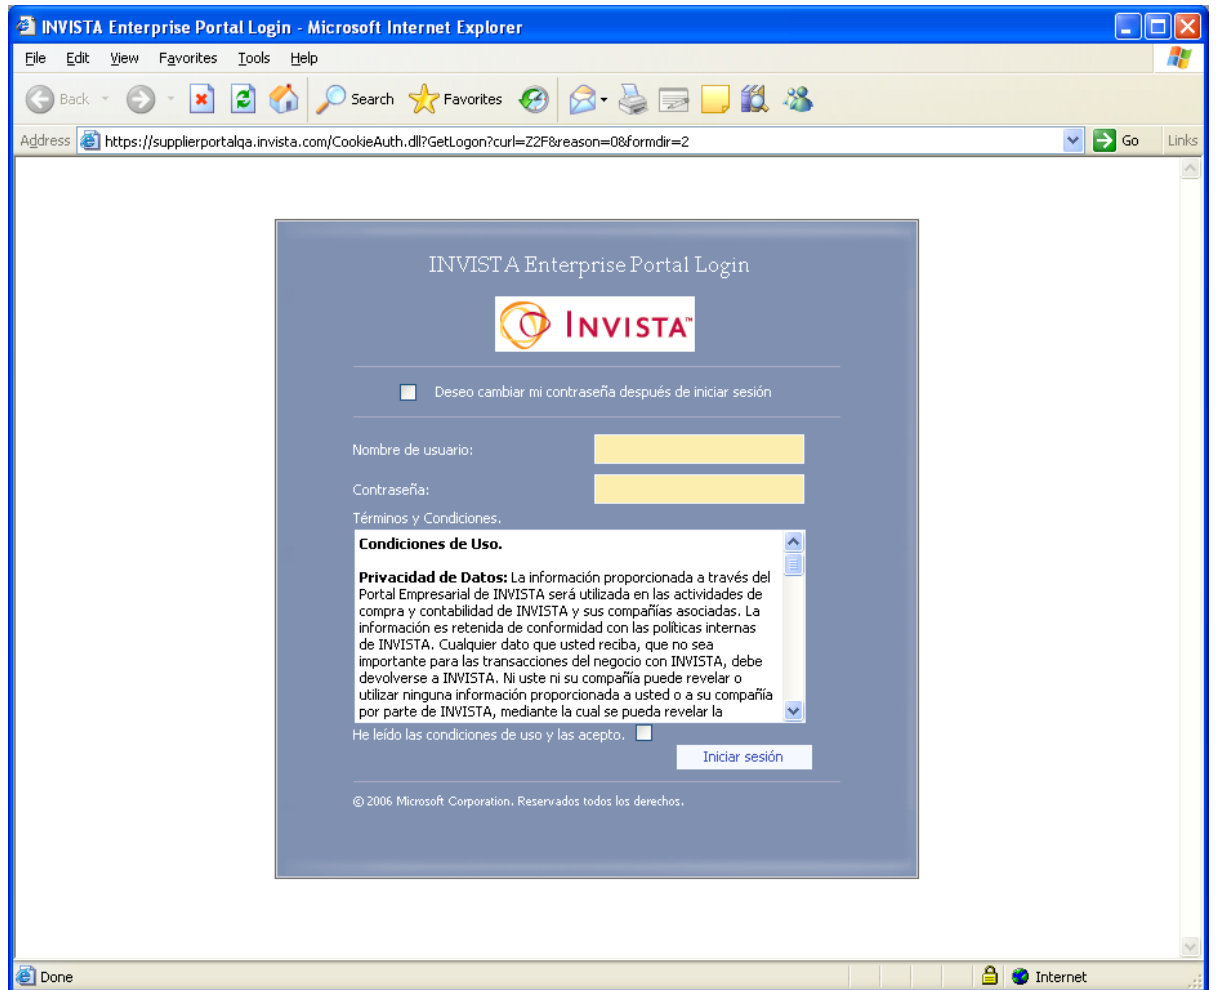 INVISTA Enterprise Portal Login - Microsoft Internet Explorer
File Edit View Favorites Tools Help
Back Search Favorites
Address https://supplierportalqa.invista.com/CookieAuth.dll?GetLogon?curl=Z2F&reason=0&formdir=2 Go Links
INVISTA Enterprise Portal Login
INVISTA™
Deseo cambiar mi contraseña después de iniciar sesión
Nombre de usuario:
Contraseña:
Términos y Condiciones.
Condiciones de Uso.
Privacidad de Datos: La información proporcionada a través del
Portal Empresarial de INVISTA será utilizada en las actividades de
compra y contabilidad de INVISTA y sus compañías asociadas. La
información es retenida de conformidad con las políticas internas
de INVISTA. Cualquier dato que usted reciba, que no sea
importante para las transacciones del negocio con INVISTA, debe
devolverse a INVISTA. Ni uste ni su compañía puede revelar o
utilizar ninguna información proporcionada a usted o a su compañía
por parte de INVISTA, mediante la cual se pueda revelar la
He leído las condiciones de uso y las acepto.
Iniciar sesión
© 2006 Microsoft Corporation. Reservados todos los derechos.
Done Internet